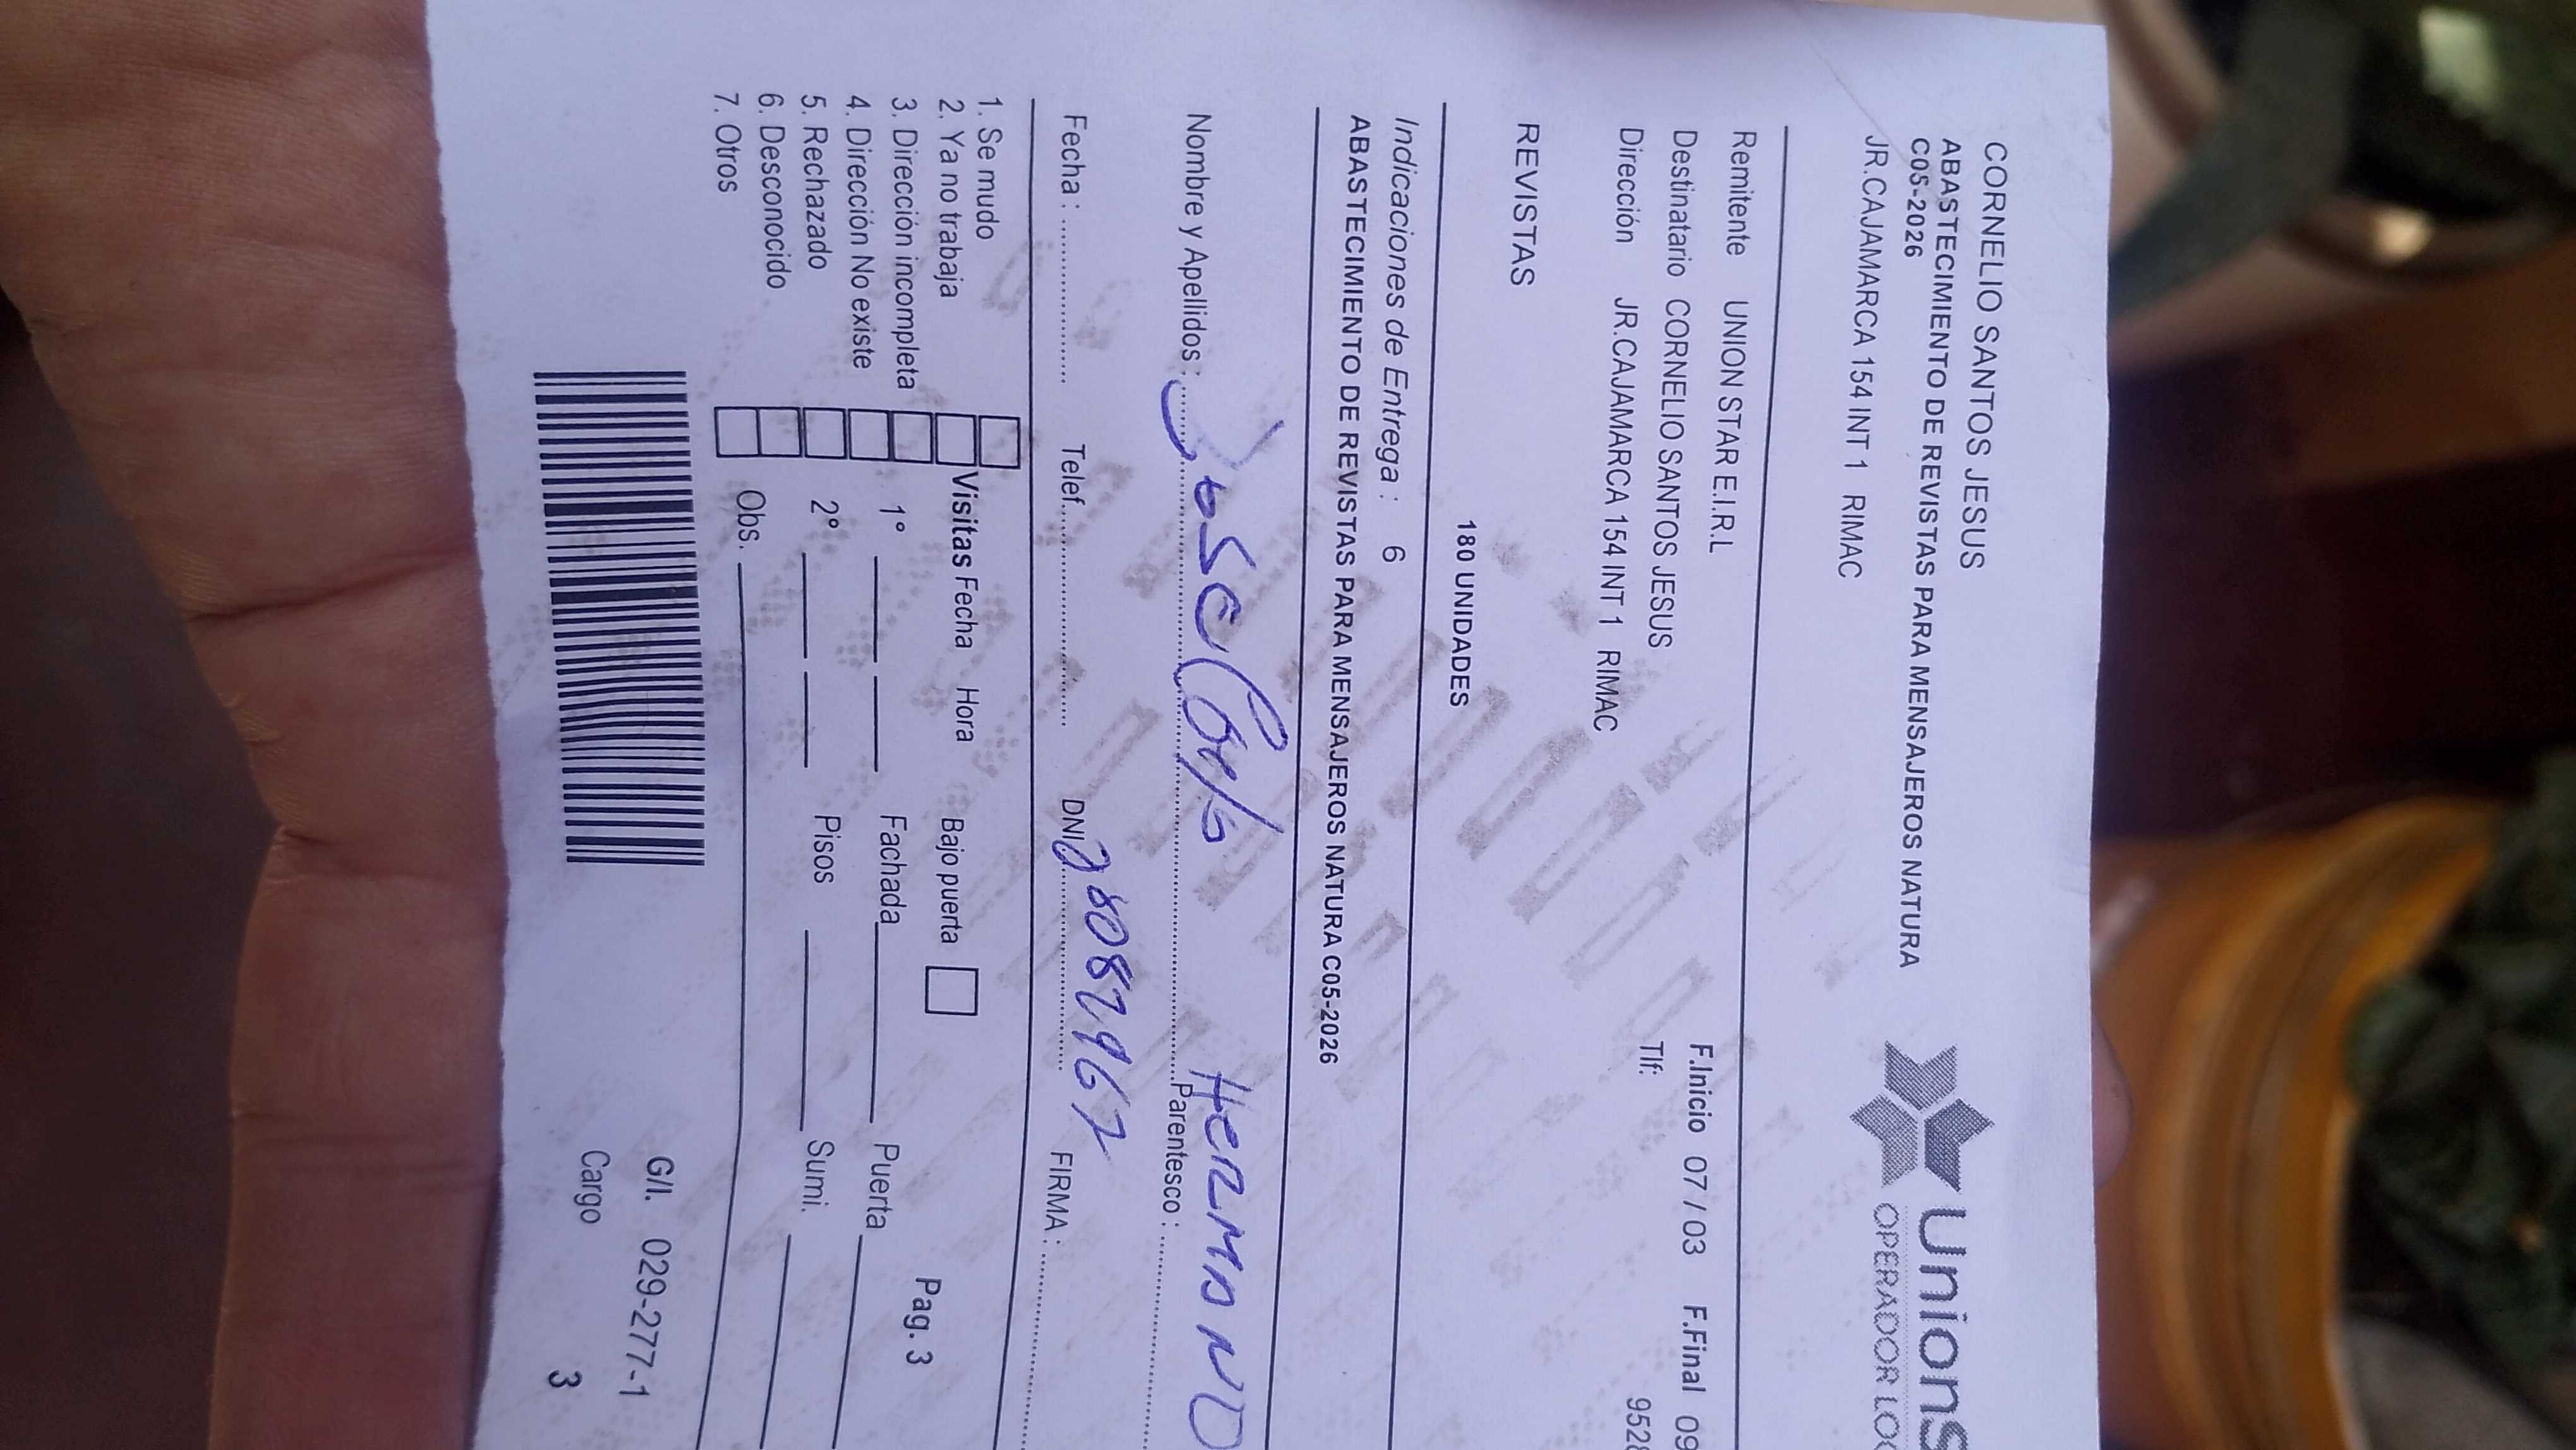 CORNELIO SANTOS JESUS
ABASTECIMIENTO DE REVISTAS PARA MENSAJEROS NATURA
C05-2026
JR.CAJAMARCA 154 INT 1 RIMAC
UnionS
OPERADOR LOG
Remitente UNION STAR E.I.R.L
Destinatario CORNELIO SANTOS JESUS F.Inicio 07/03 F.Final 09
Dirección JR.CAJAMARCA 154 INT 1 RIMAC Tlf: 952
REVISTAS
180 UNIDADES
Indicaciones de Entrega : 6
ABASTECIMIENTO DE REVISTAS PARA MENSAJEROS NATURA C05-2026
Nombre y Apellidos : Jose Parentesco : HERMANO
Fecha : Telef. DNI FIRMA :
1. Se mudo
2. Ya no trabaja Visitas Fecha Hora Bajo puerta
3. Dirección incompleta 1° Fachada Puerta Pag. 3
4. Dirección No existe
5. Rechazado 2° Pisos Sumi.
6. Desconocido
7. Otros Obs.
G/I. 029-277-1
Cargo 3